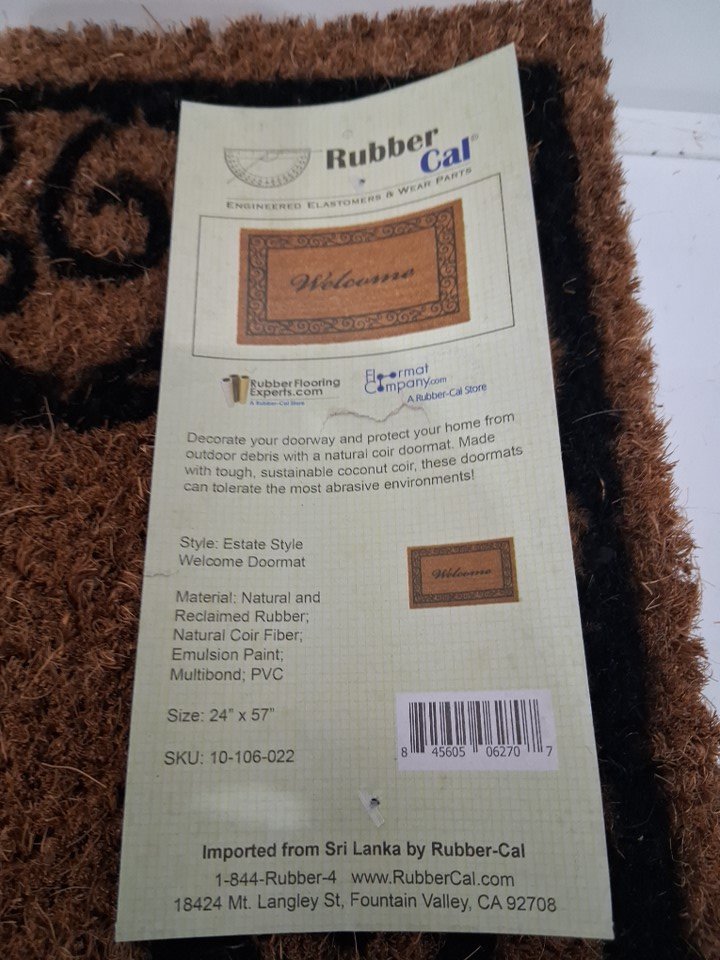 Rubber
Cal®
ENGINEERED ELASTOMERS & WEAR PARTS
Welcome
RubberFlooring
Experts.com
A Rubber-Cal Store
Floormat
Company.com
A Rubber-Cal Store
Decorate your doorway and protect your home from
outdoor debris with a natural coir doormat. Made
with tough, sustainable coconut coir, these doormats
can tolerate the most abrasive environments!
Style: Estate Style
Welcome Doormat
Welcome
Material: Natural and
Reclaimed Rubber;
Natural Coir Fiber;
Emulsion Paint;
Multibond; PVC
Size: 24" x 57"
SKU: 10-106-022
8 45605 06270 7
Imported from Sri Lanka by Rubber-Cal
1-844-Rubber-4 www.RubberCal.com
18424 Mt. Langley St, Fountain Valley, CA 92708